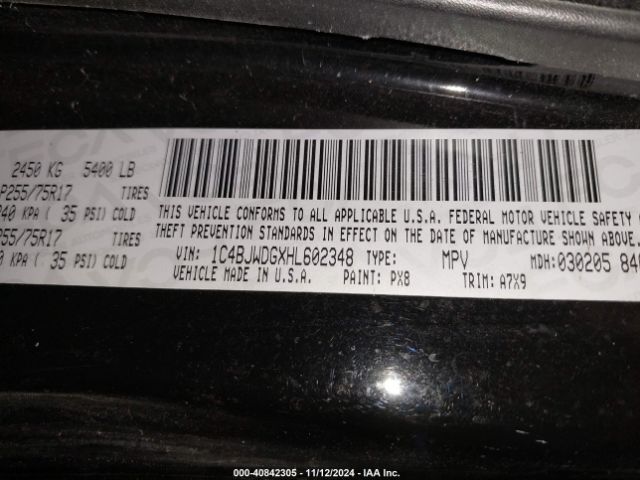 2450 KG 5400 LB
P255/75R17 TIRES
240 KPA ( 35 PSI) COLD
255/75R17 TIRES
0 KPA ( 35 PSI) COLD
THIS VEHICLE CONFORMS TO ALL APPLICABLE U.S.A. FEDERAL MOTOR VEHICLE SAFETY
THEFT PREVENTION STANDARDS IN EFFECT ON THE DATE OF MANUFACTURE SHOWN ABOVE.
VIN: 1C4BJWDGXHL602348 TYPE: MPV MDH:030205 840
VEHICLE MADE IN U.S.A. PAINT: PX8 TRIM: A7X9
000-40842305 - 11/12/2024 - IAA Inc.